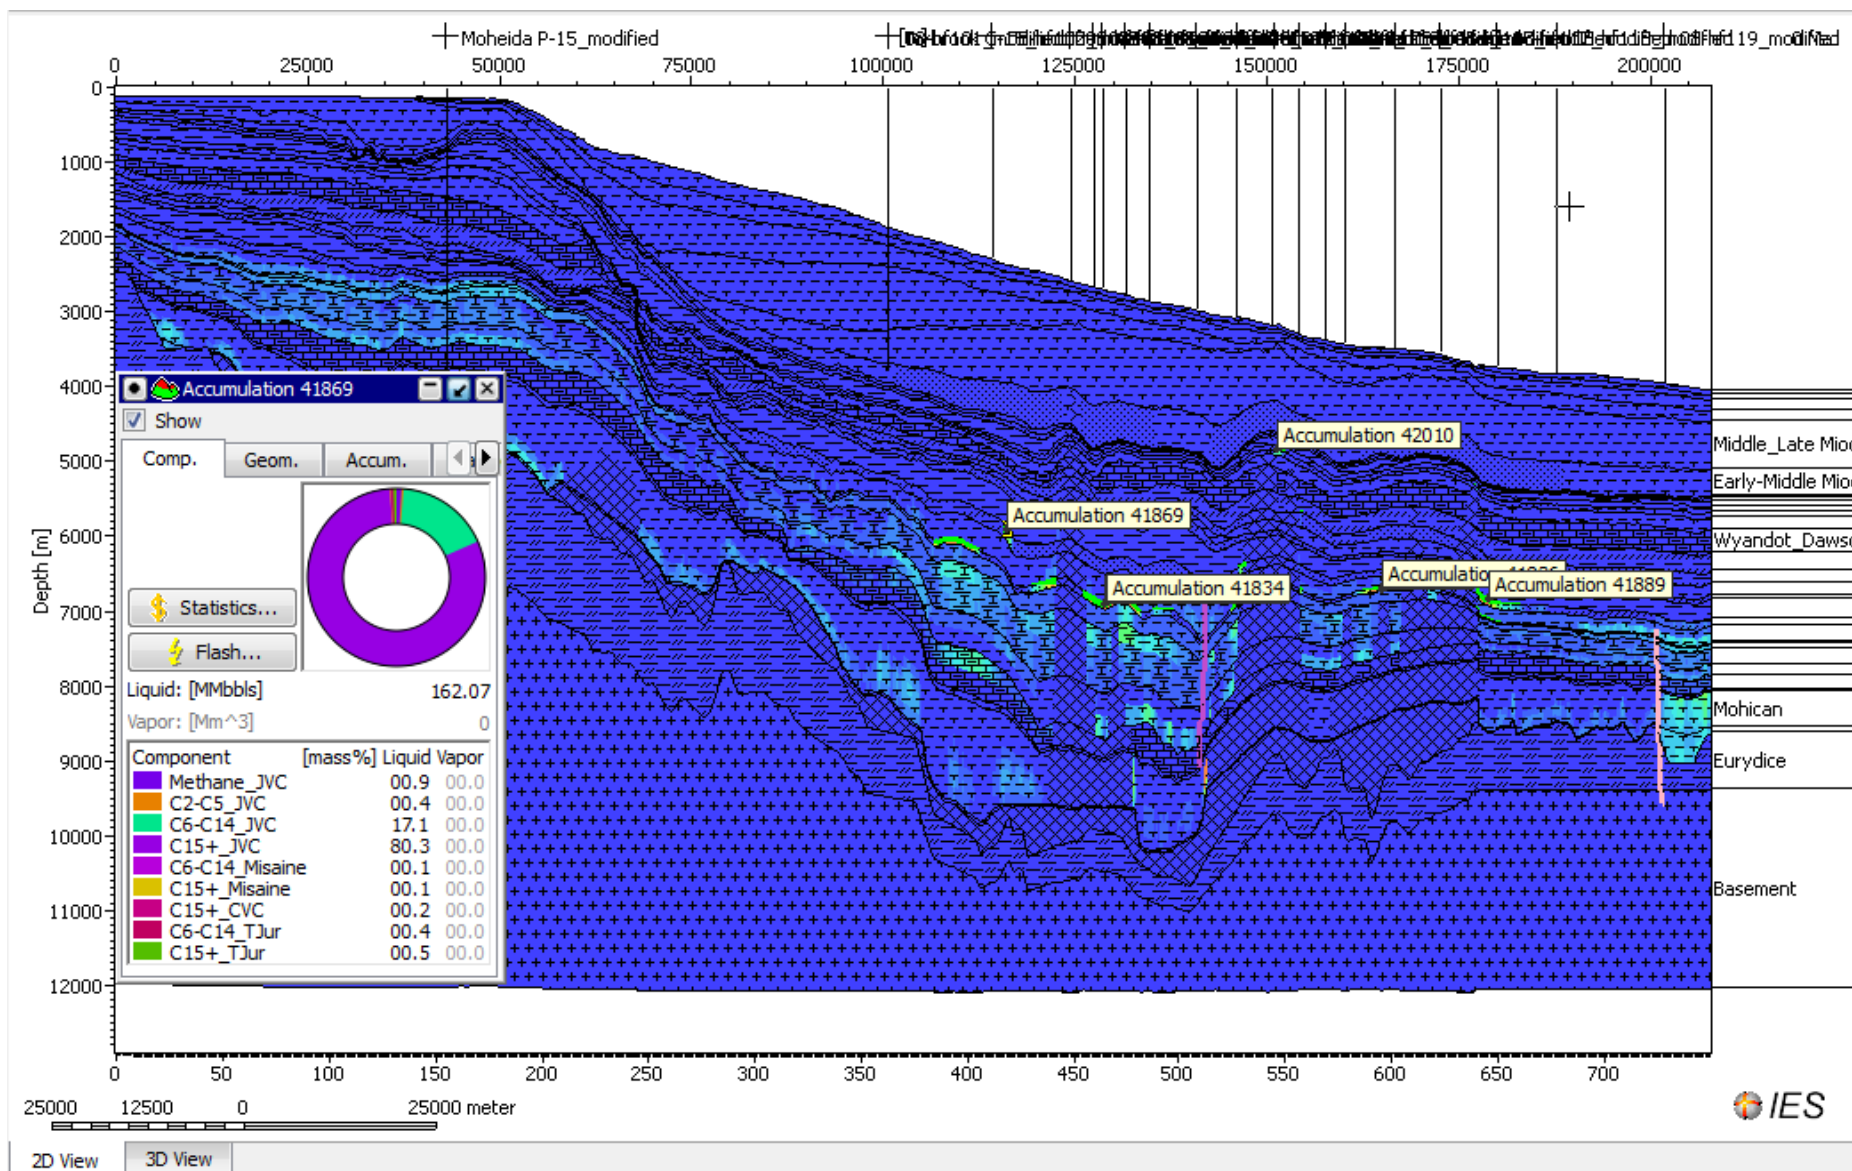 Moheida P-15_modified
19_modified
0 25000 50000 75000 100000 125000 150000 175000 200000
0
1000
2000
3000
4000
5000
6000
7000
8000
9000
10000
11000
12000
Depth [m]
Accumulation 41869
Show
Comp. Geom. Accum.
Statistics...
Flash...
Liquid: [MMbbls] 162.07
Vapor: [Mm^3] 0
Component [mass%] Liquid Vapor
Methane_JVC 00.9 00.0
C2-C5_JVC 00.4 00.0
C6-C14_JVC 17.1 00.0
C15+_JVC 80.3 00.0
C6-C14_Misaine 00.1 00.0
C15+_Misaine 00.1 00.0
C15+_CVC 00.2 00.0
C6-C14_TJur 00.4 00.0
C15+_TJur 00.5 00.0
Accumulation 42010
Accumulation 41869
Accumulation 41834
Accumulation 41889
Middle_Late Mioc
Early-Middle Mioc
Wyandot_Dawso
Mohican
Eurydice
Basement
0 50 100 150 200 250 300 350 400 450 500 550 600 650 700
25000 12500 0 25000 meter
IES
2D View 3D View